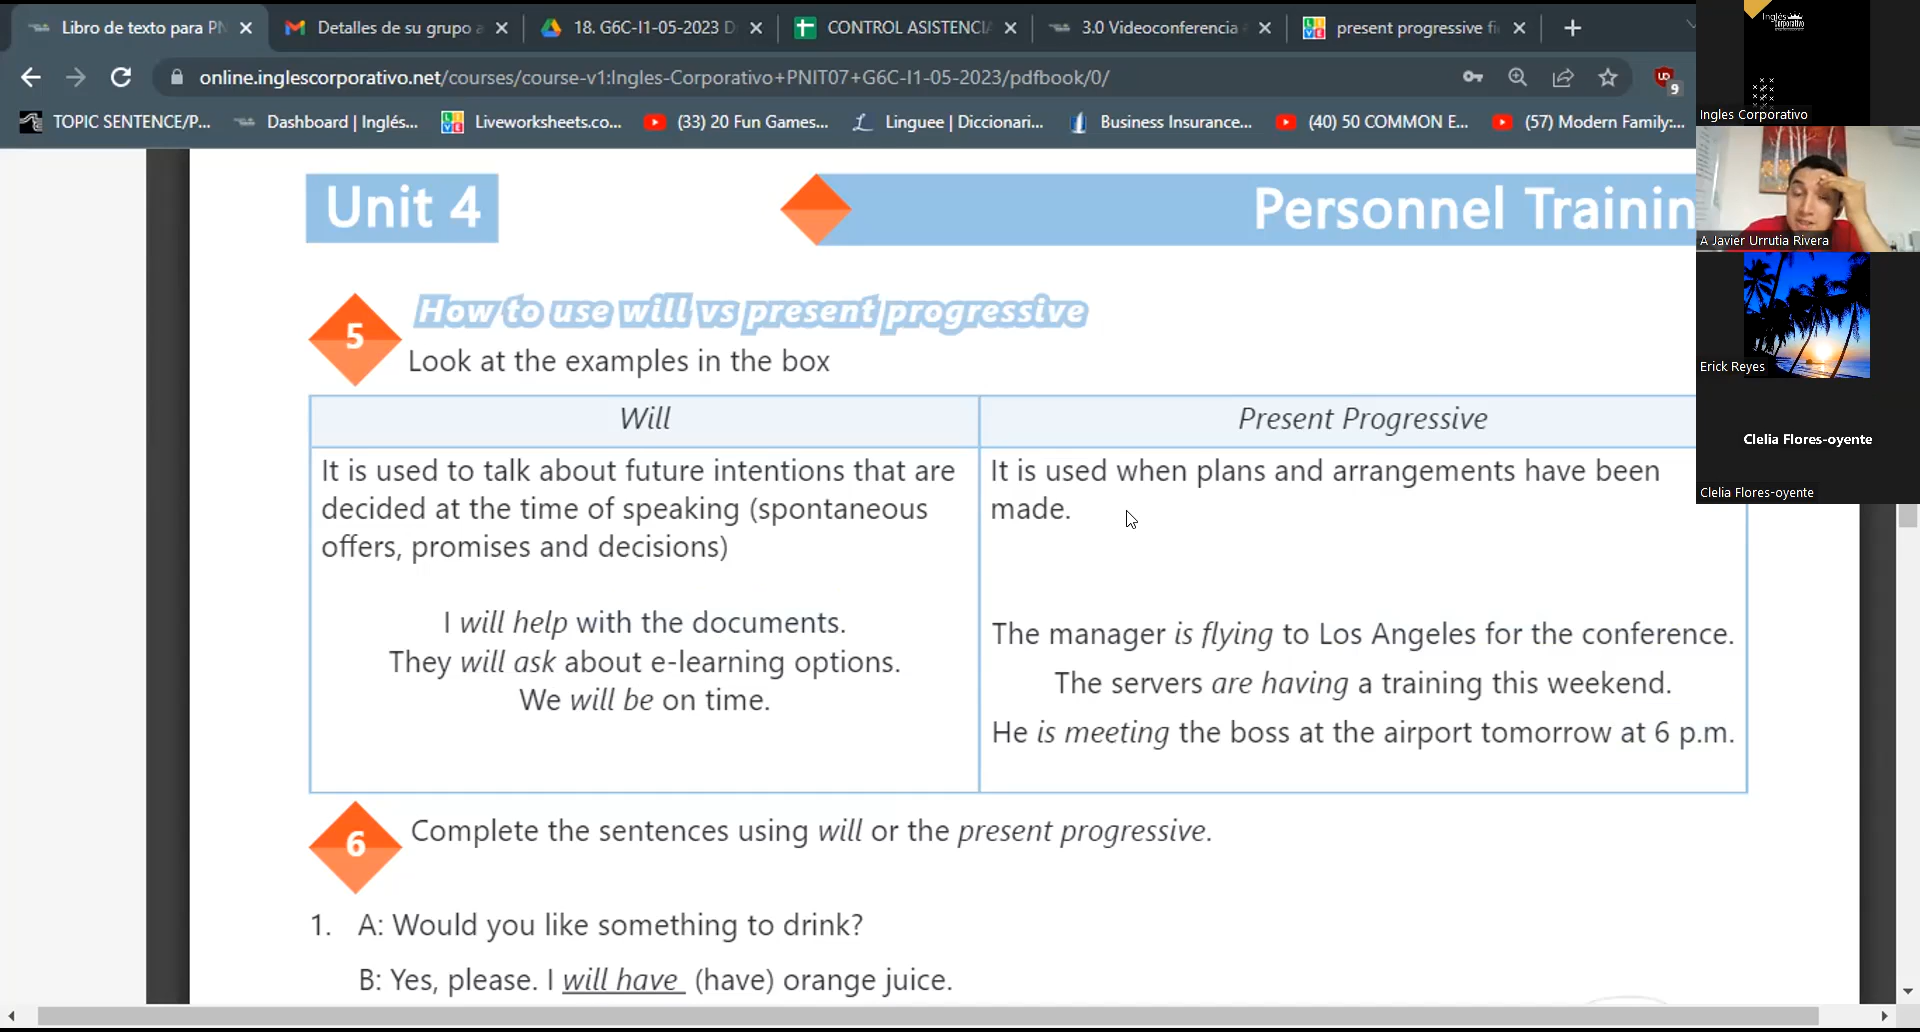 Libro de texto para PN
Detalles de su grupo a
18. G6C-I1-05-2023 D
CONTROL ASISTENCIA
3.0 Videoconferencia
present progressive fi
online.inglescorporativo.net/courses/course-v1:Ingles-Corporativo+PNIT07+G6C-I1-05-2023/pdfbook/0/
9
TOPIC SENTENCE/P...
Dashboard | Inglés...
LIVE
Liveworksheets.co...
(33) 20 Fun Games...
Linguee | Diccionari...
Business Insurance...
(40) 50 COMMON E...
(57) Modern Family:...
Inglés
corporativo
Ingles Corporativo
A Javier Urrutia Rivera
Erick Reyes
Clelia Flores-oyente
Clelia Flores-oyente
Unit 4
Personnel Trainin
5
How to use will vs present progressive
Look at the examples in the box
Will
Present Progressive
It is used to talk about future intentions that are
decided at the time of speaking (spontaneous
offers, promises and decisions)
I will help with the documents.
They will ask about e-learning options.
We will be on time.
It is used when plans and arrangements have been
made.
The manager is flying to Los Angeles for the conference.
The servers are having a training this weekend.
He is meeting the boss at the airport tomorrow at 6 p.m.
6
Complete the sentences using will or the present progressive.
1. A: Would you like something to drink?
B: Yes, please. I will have (have) orange juice.